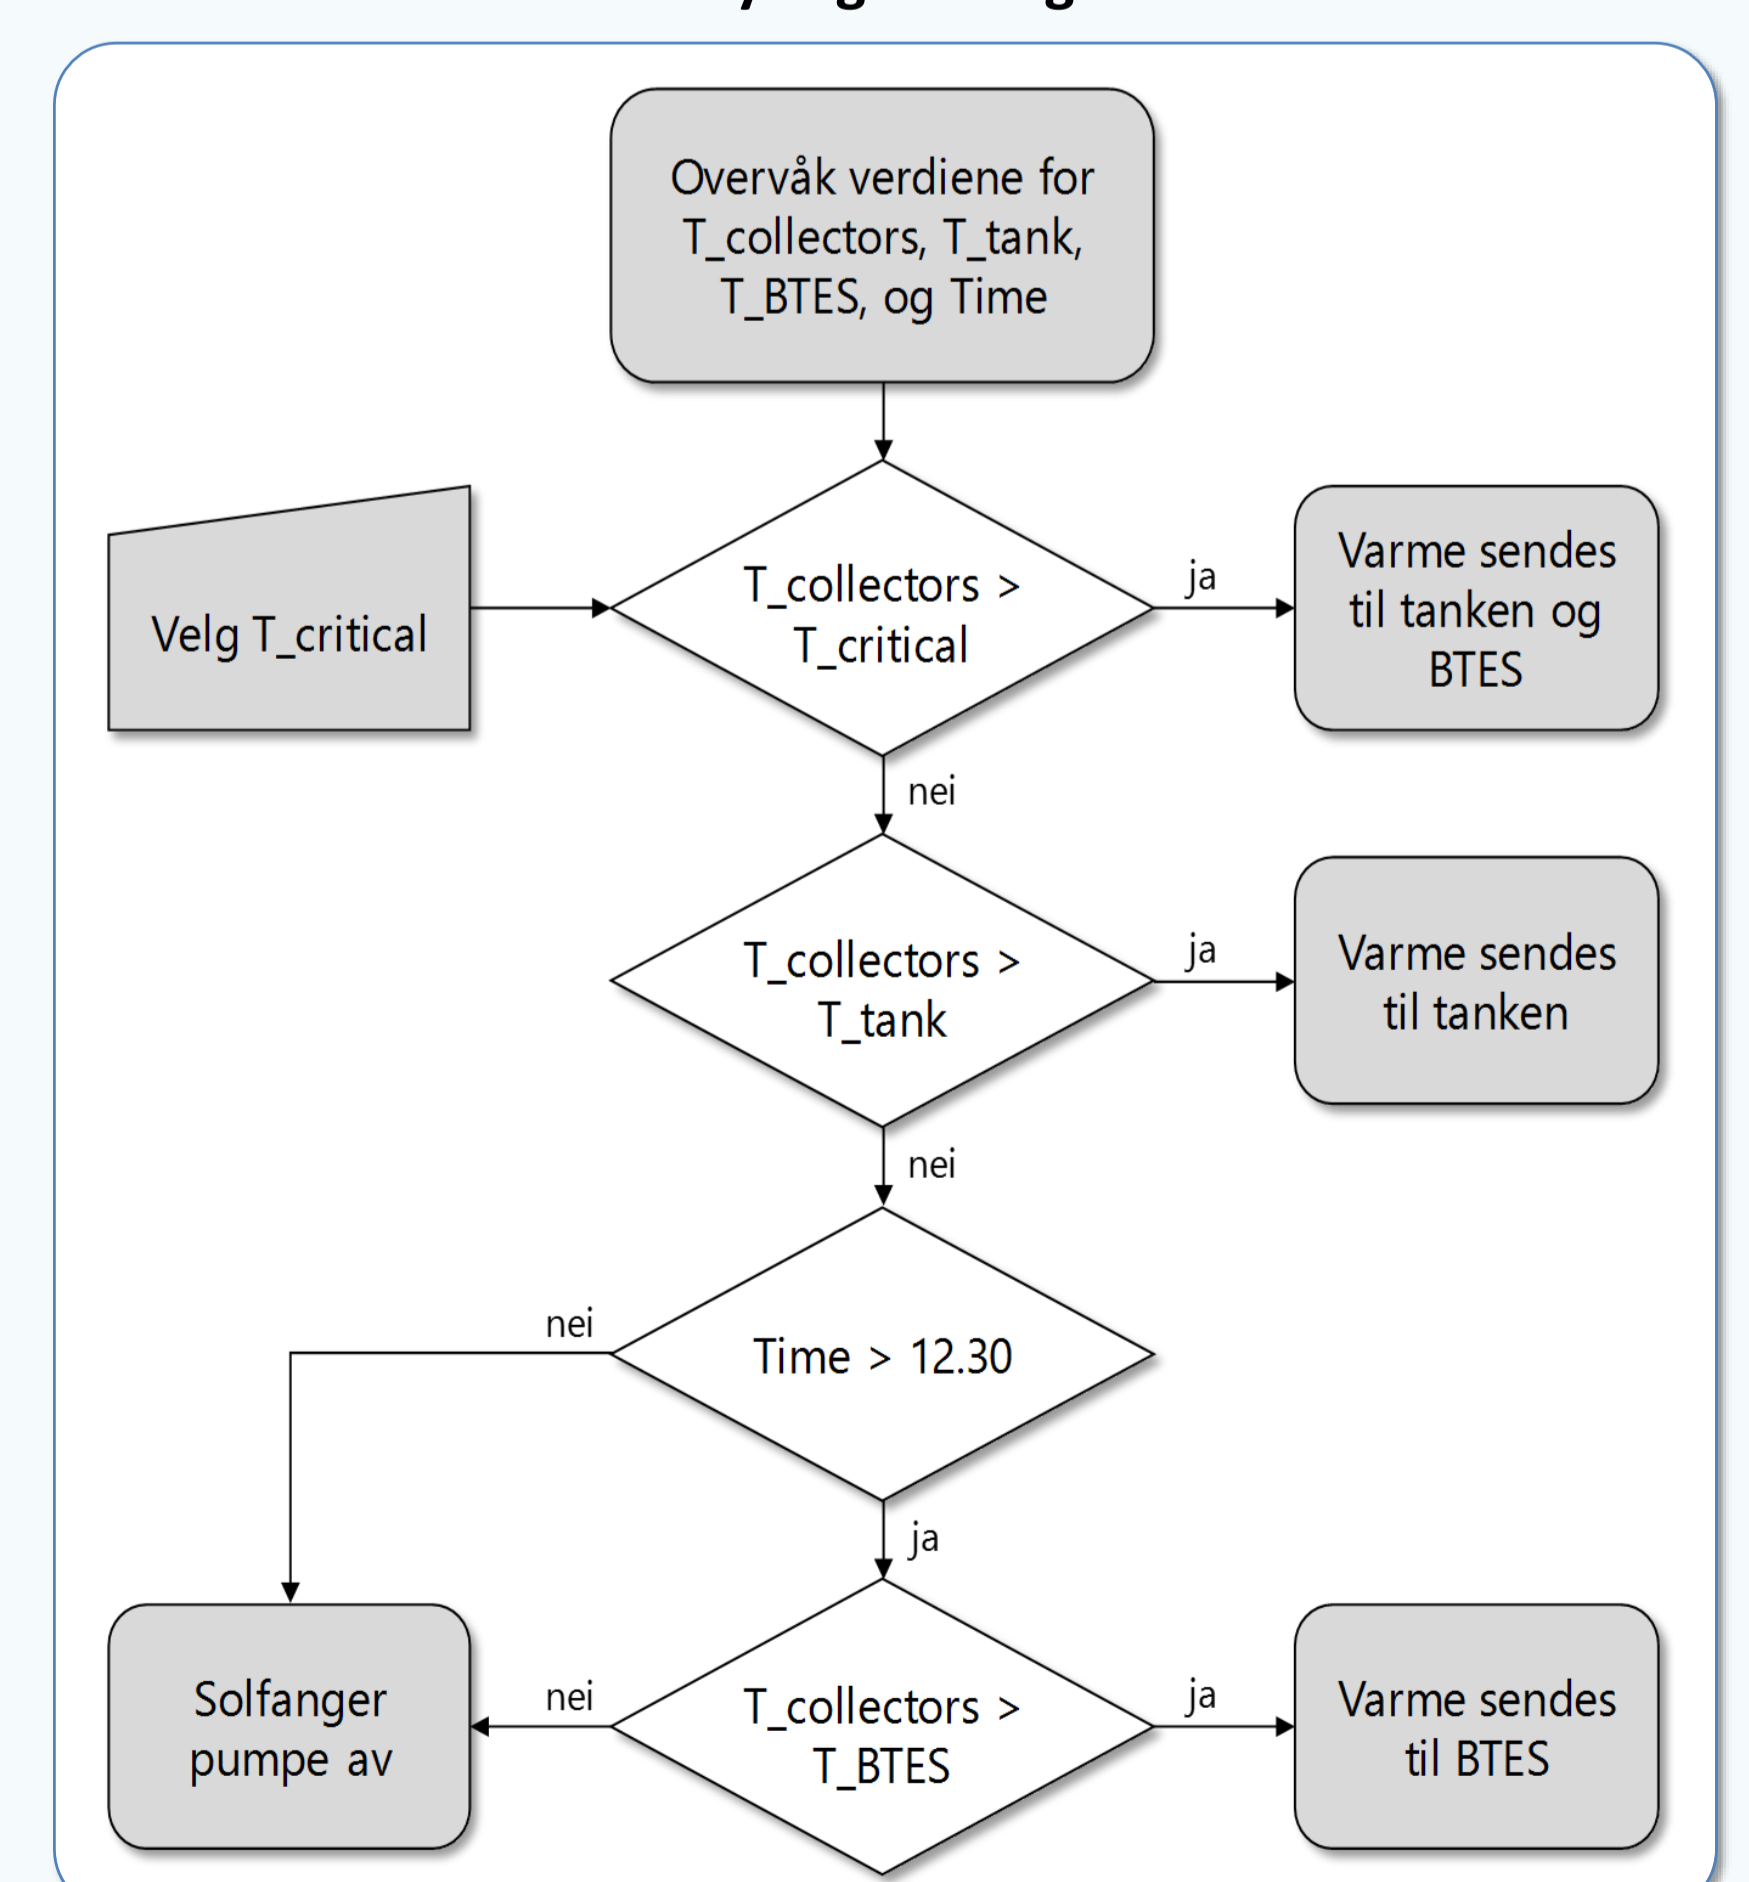 Overvåk verdiene for
T_collectors, T_tank,
T_BTES, og Time
Velg T_critical
T_collectors >
T_critical
ja
Varme sendes
til tanken og
BTES
nei
T_collectors >
T_tank
ja
Varme sendes
til tanken
nei
nei
Time > 12.30
ja
Solfanger
pumpe av
nei
T_collectors >
T_BTES
ja
Varme sendes
til BTES